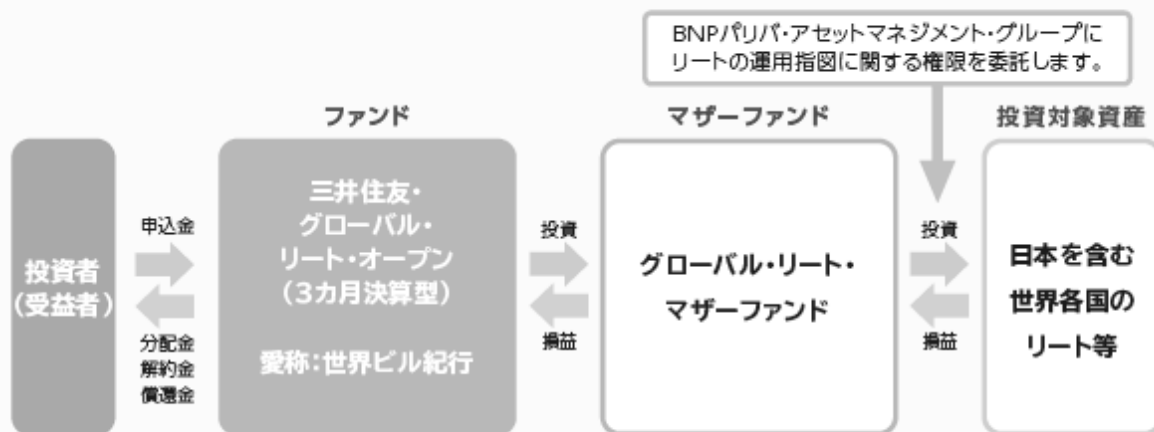 BNPパリバ・アセットマネジメント・グループに
リートの運用指図に関する権限を委託します。
ファンド
マザーファンド
投資対象資産
投資者
(受益者)
申込金
分配金
解約金
償還金
三井住友・
グローバル・
リート・オープン
(3カ月決算型)
愛称:世界ビル紀行
投資
損益
グローバル・リート・
マザーファンド
投資
損益
日本を含む
世界各国の
リート等